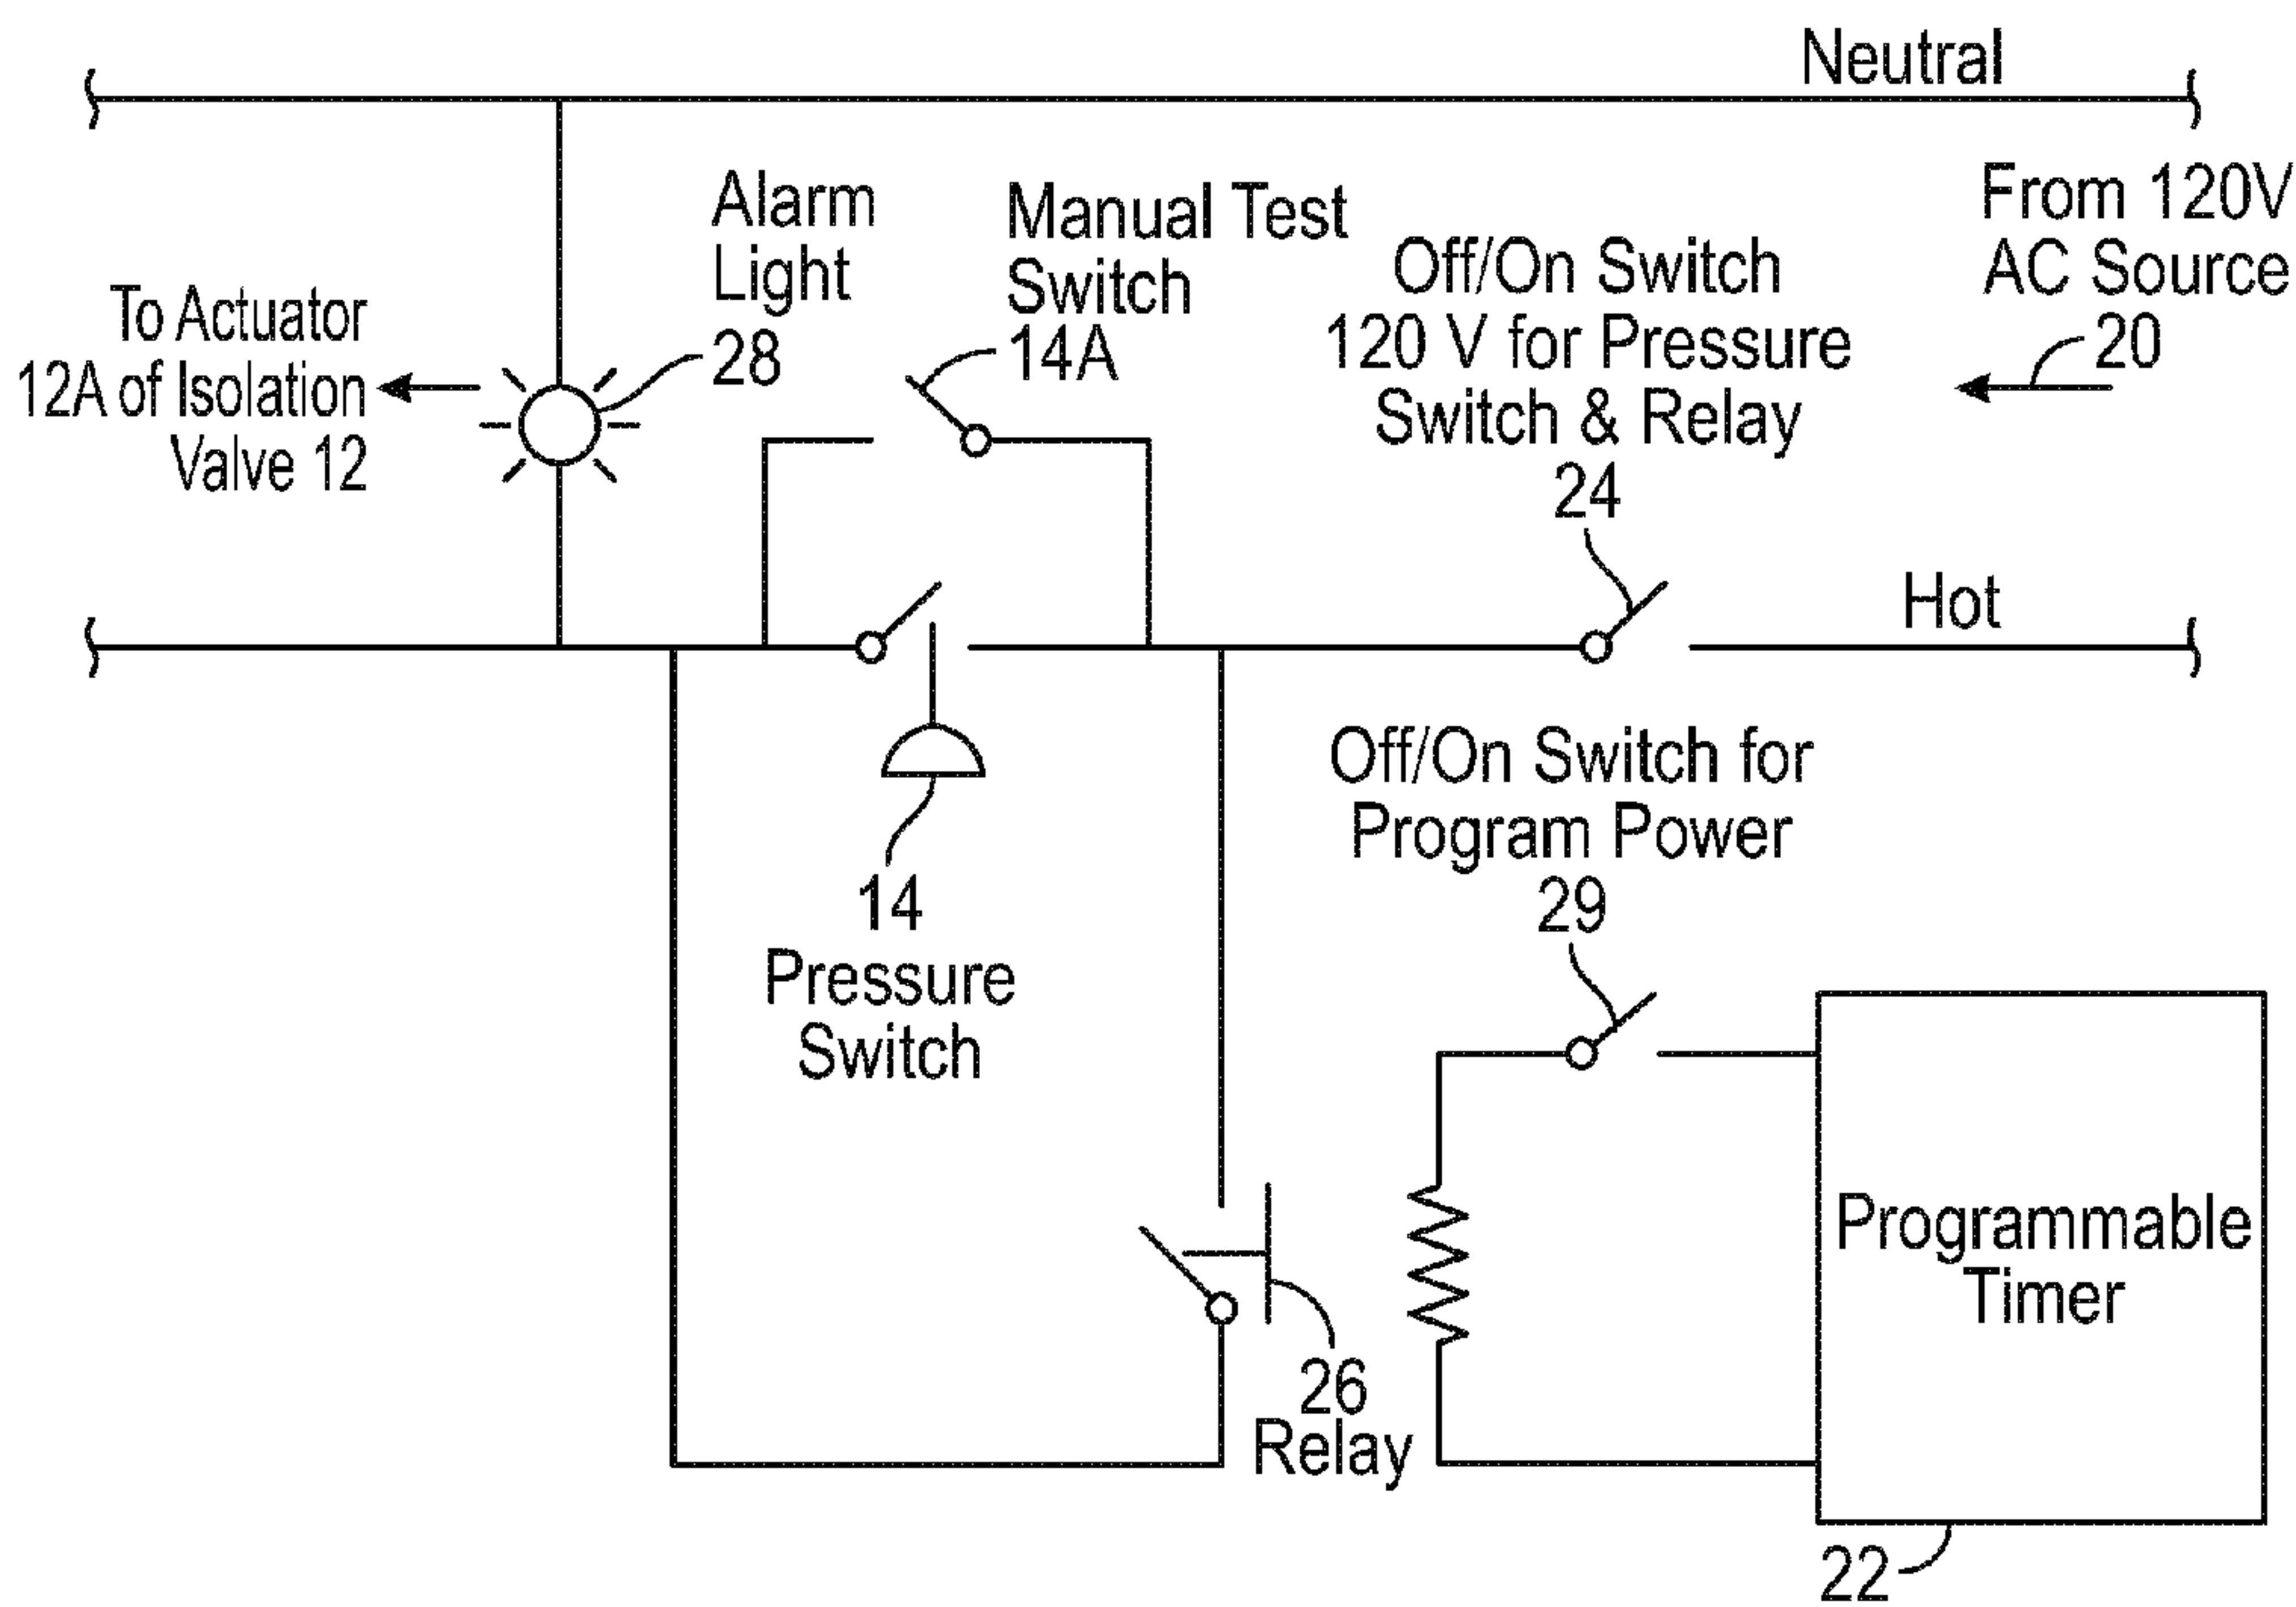 Neutral
From 120V
AC Source
20
Alarm
Light
28
Manual Test
Switch
14A
Off/On Switch
120 V for Pressure
Switch & Relay
24
To Actuator
12A of Isolation
Valve 12
Hot
14
Pressure
Switch
Off/On Switch for
Program Power
29
Programmable
Timer
26
Relay
22